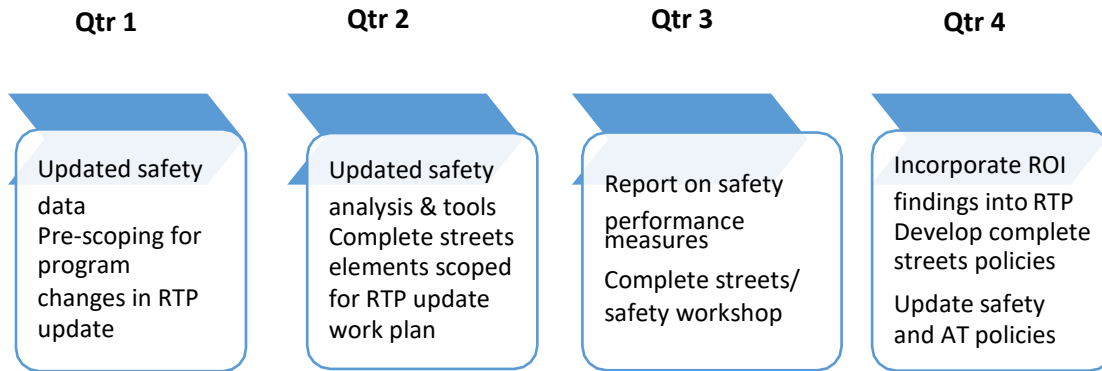 Qtr 1
Qtr 2
Qtr 3
Qtr 4
Updated safety
data
Pre-scoping for
program
changes in RTP
update
Updated safety
analysis & tools
Complete streets
elements scoped
for RTP update
work plan
Report on safety
performance
measures
Complete streets/
safety workshop
Incorporate ROI
findings into RTP
Develop complete
streets policies
Update safety
and AT policies